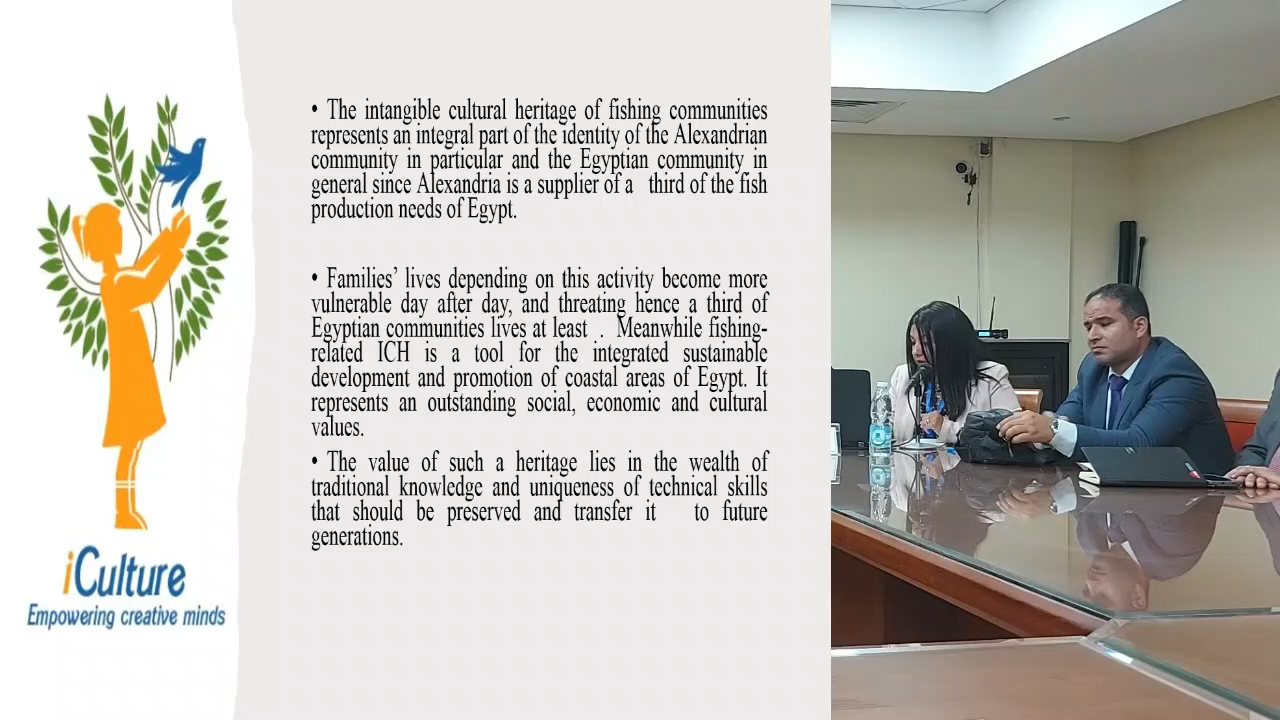 • The intangible cultural heritage of fishing communities
represents an integral part of the identity of the Alexandrian
community in particular and the Egyptian community in
general since Alexandria is a supplier of a third of the fish
production needs of Egypt.
• Families’ lives depending on this activity become more
vulnerable day after day, and threating hence a third of
Egyptian communities lives at least . Meanwhile fishing-
related ICH is a tool for the integrated sustainable
development and promotion of coastal areas of Egypt. It
represents an outstanding social, economic and cultural
values.
• The value of such a heritage lies in the wealth of
traditional knowledge and uniqueness of technical skills
that should be preserved and transfer it to future
generations.
iCulture
Empowering creative minds